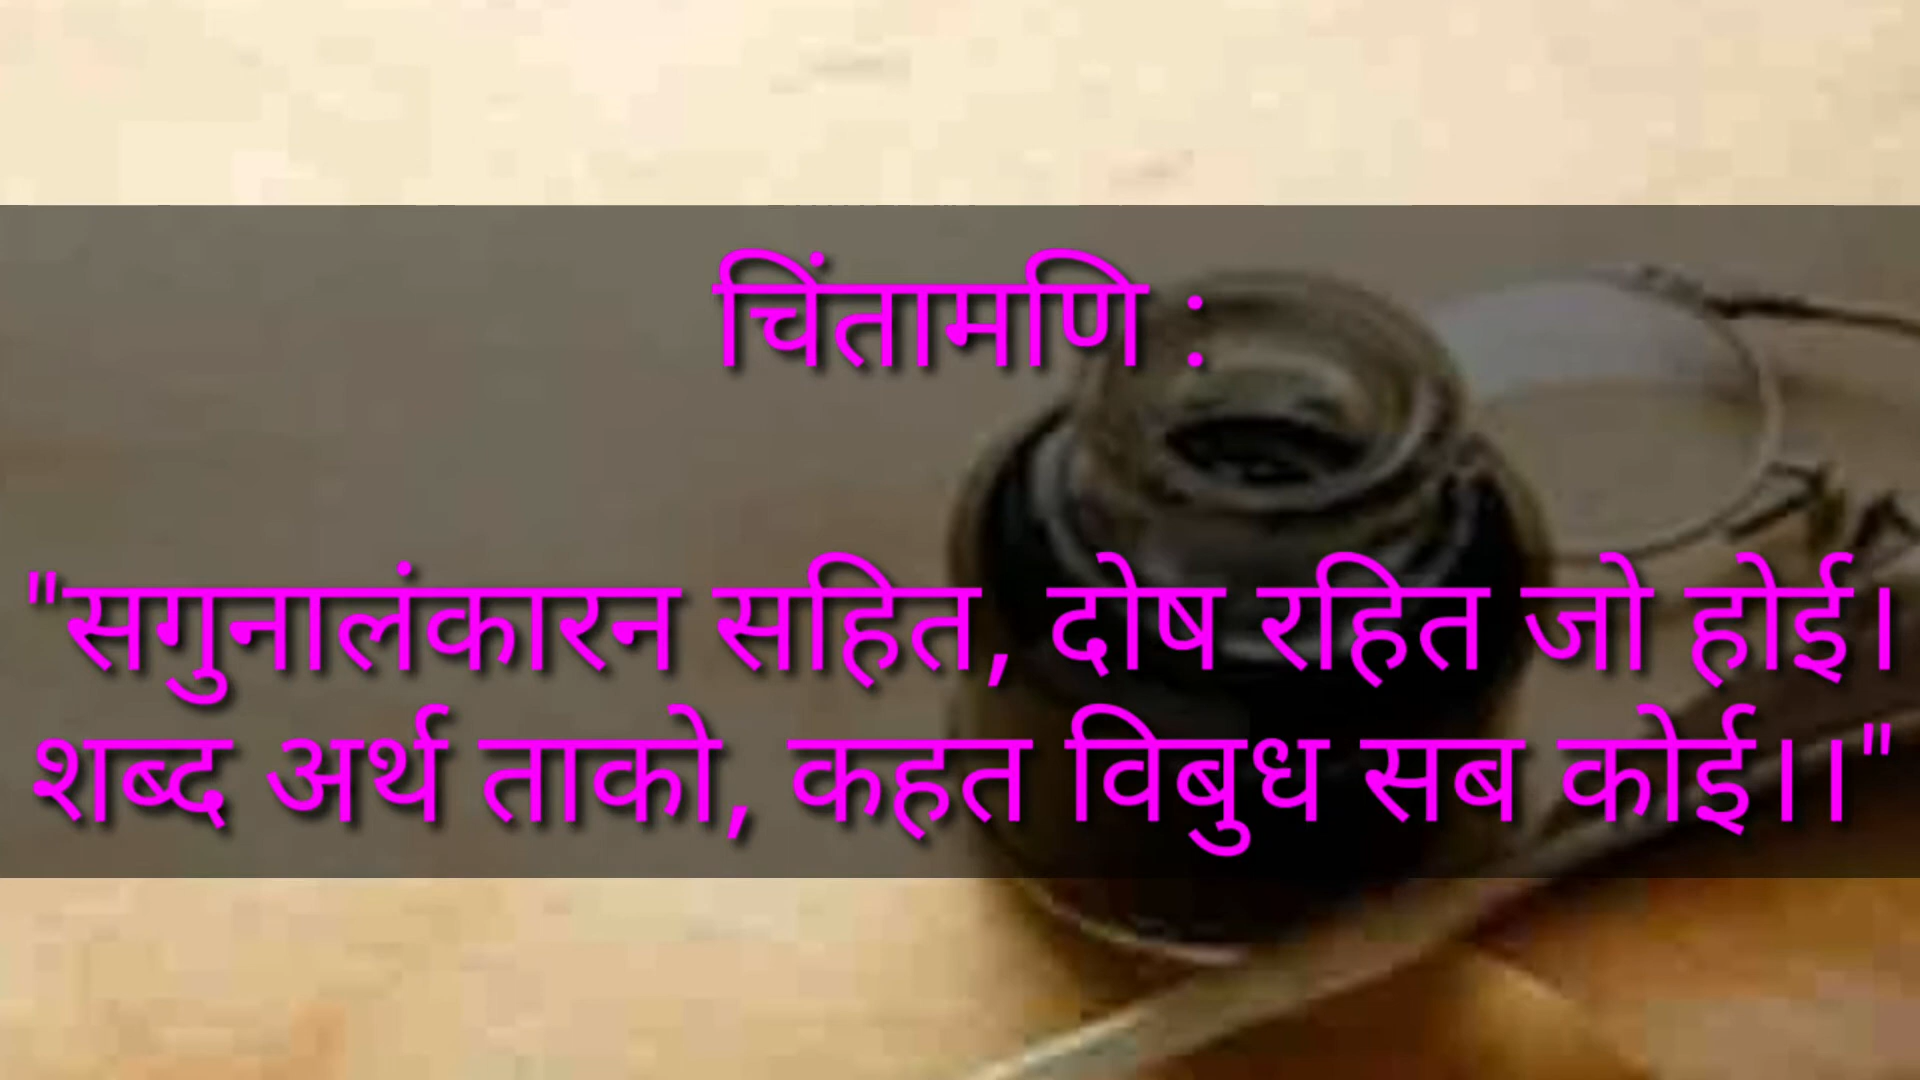 चिंतामणि :
"सगुनालंकारन सहित, दोष रहित जो होई।
शब्द अर्थ ताको, कहत विबुध सब कोई।।"